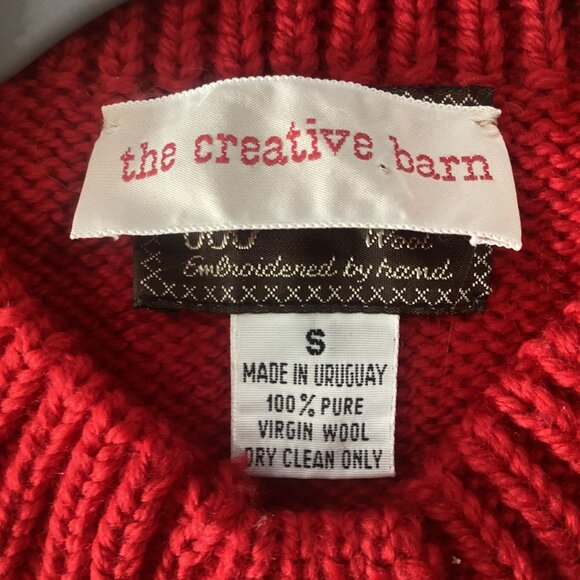 the creative barn
Wool
Embroidered by hand
S
MADE IN URUGUAY
100% PURE
VIRGIN WOOL
DRY CLEAN ONLY